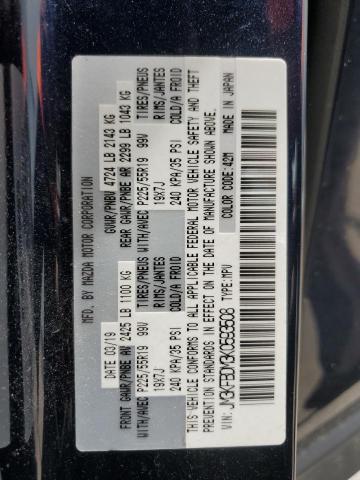 MFD. BY MAZDA MOTOR CORPORATION
DATE 03/19 GVWR/PNBV 4724 LB 2143 KG
FRONT GAWR/PNBE AV 2425 LB 1100 KG REAR GAWR/PNBE AR 2299 LB 1043 KG
WITH/AVEC P225/55R19 99V TIRES/PNEUS WITH/AVEC P225/55R19 99V TIRES/PNEUS
19X7J RIMS/JANTES 19X7J RIMS/JANTES
240 KPA/35 PSI COLD/A FROID 240 KPA/35 PSI COLD/A FROID
THIS VEHICLE CONFORMS TO ALL APPLICABLE FEDERAL MOTOR VEHICLE SAFETY AND THEFT
PREVENTION STANDARDS IN EFFECT ON THE DATE OF MANUFACTURE SHOWN ABOVE.
VIN: JM3KFBDM3K0593508 TYPE: MPV COLOR CODE: 42M MADE IN JAPAN